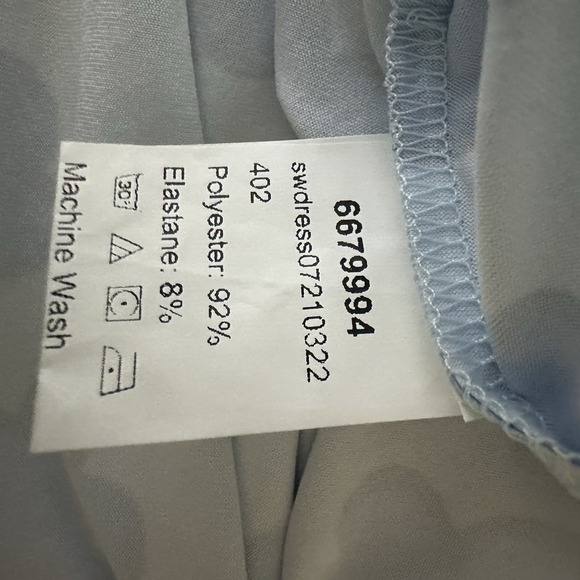 6679994
swdress07210322
402
Polyester: 92%
Elastane: 8%
30°
Machine Wash